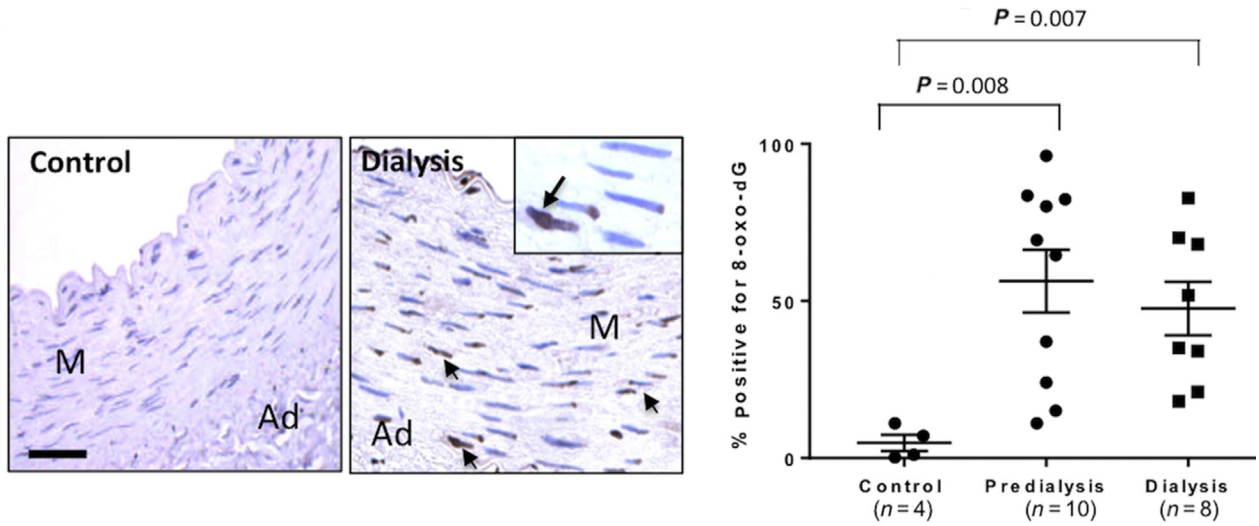 Control
M
Ad
Dialysis
M
Ad
P = 0.007
P = 0.008
% Positive for 8-oxo-dG
100
50
0
Control
(n = 4)
Predialysis
(n = 10)
Dialysis
(n = 8)